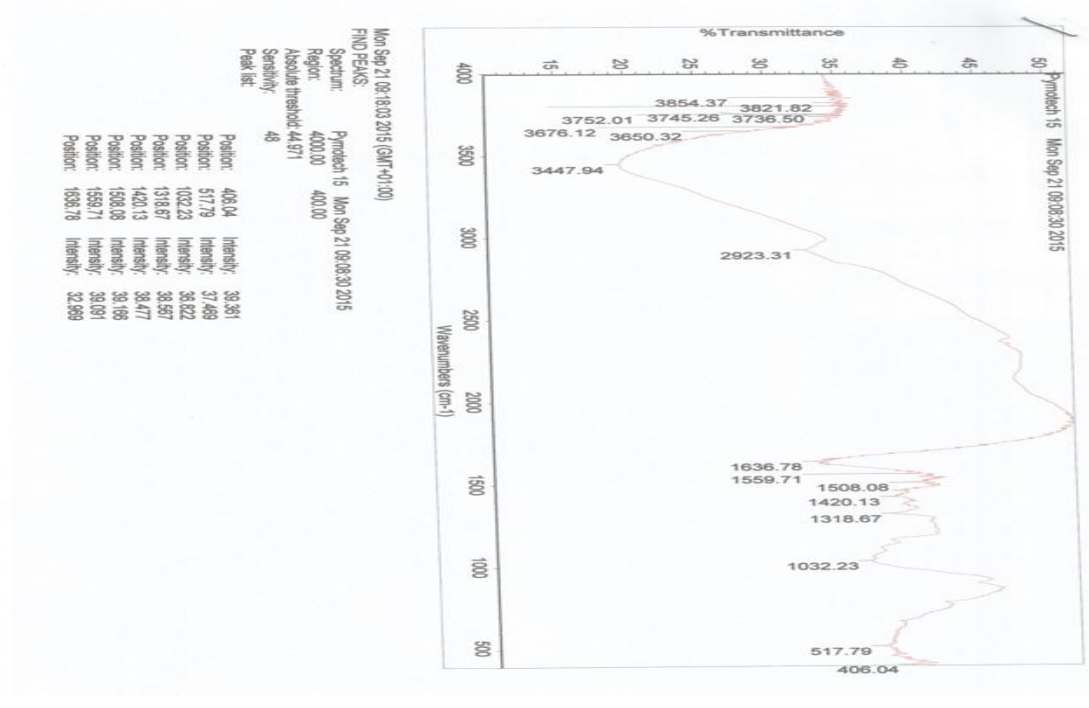 Pymotech 15 Mon Sep 21 09:08:30 2015
%Transmittance
15
20
25
30
35
40
45
50
4000
3500
3000
2500
2000
1500
1000
500
Wavenumbers (cm-1)
3854.37
3821.82
3752.01
3745.26
3736.50
3676.12
3650.32
3447.94
2923.31
1636.78
1559.71
1508.08
1420.13
1318.67
1032.23
517.79
406.04
Mon Sep 21 09:18:03 2015 (GMT+01:00)
FIND PEAKS:
Spectrum: Pymotech 15 Mon Sep 21 09:08:30 2015
Region: 4000.00 400.00
Absolute threshold: 44.971
Sensitivity: 48
Peak list:
Position: 406.04 Intensity: 39.361
Position: 517.79 Intensity: 37.469
Position: 1032.23 Intensity: 36.822
Position: 1318.67 Intensity: 38.567
Position: 1420.13 Intensity: 38.477
Position: 1508.08 Intensity: 39.166
Position: 1559.71 Intensity: 39.091
Position: 1636.78 Intensity: 32.969